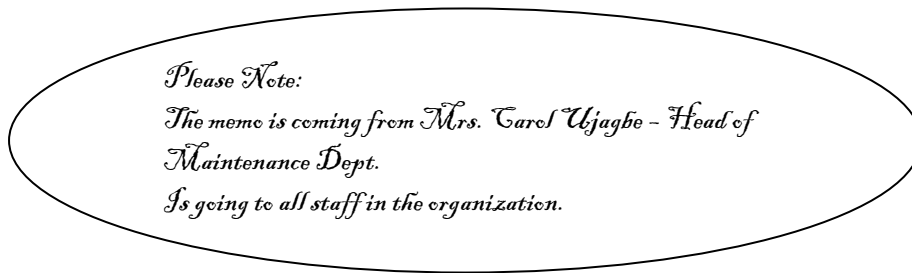 Please Note:
The memo is coming from Mrs. Carol Ujagbe – Head of
Maintenance Dept.
Is going to all staff in the organization.